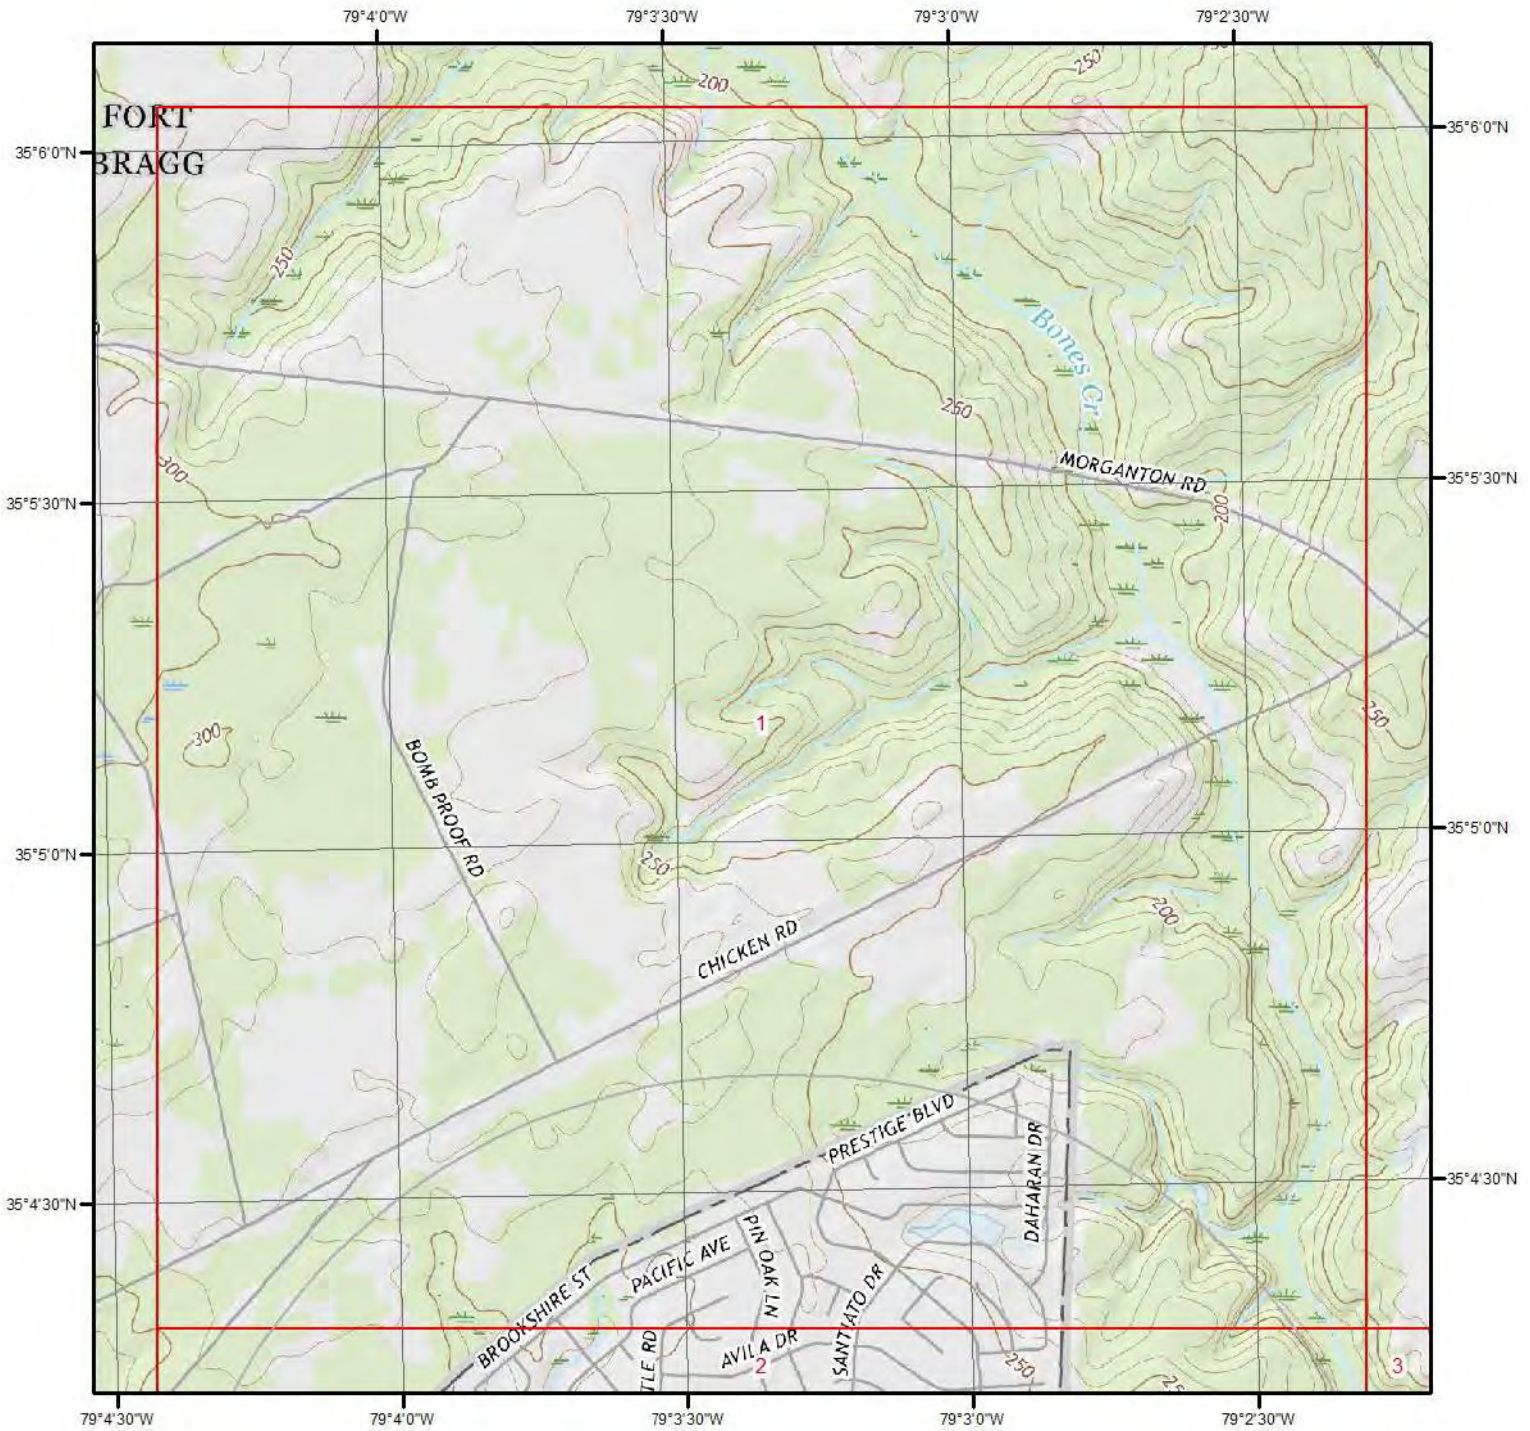 79°4'0"W 79°3'30"W 79°3'0"W 79°2'30"W
250
200
FORT
35°6'0"N
35°6'0"N
BRAGG
250
Bones Cr
250
MORGANTON RD
300
35°5'30"N
35°5'30"N
200
300
1
250
BOMB PROOF RD
35°5'0"N
35°5'0"N
250
200
CHICKEN RD
PRESTIGE BLVD
DAHARAN DR
35°4'30"N
35°4'30"N
PIN OAK LN
PACIFIC AVE
BROOKSHIRE ST
SANTIATO DR
AVILA DR
TLE RD
2
250
3
25
79°4'30"W 79°4'0"W 79°3'30"W 79°3'0"W 79°2'30"W